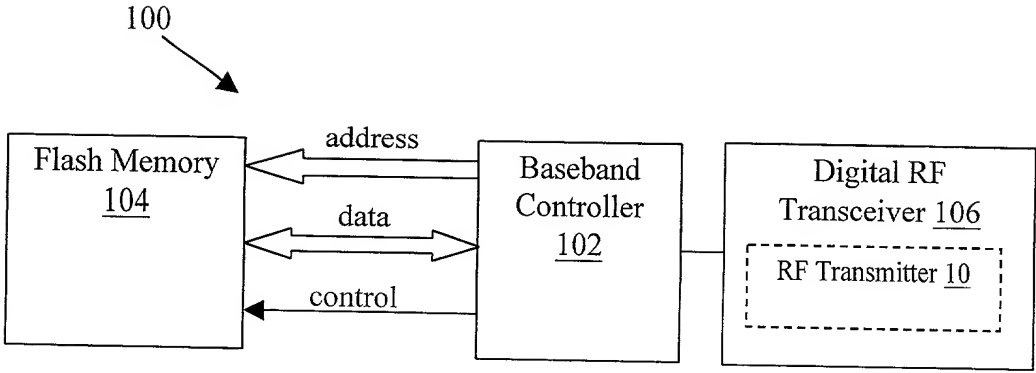 100
Flash Memory
104
address
data
control
Baseband
Controller
102
Digital RF
Transceiver 106
RF Transmitter 10